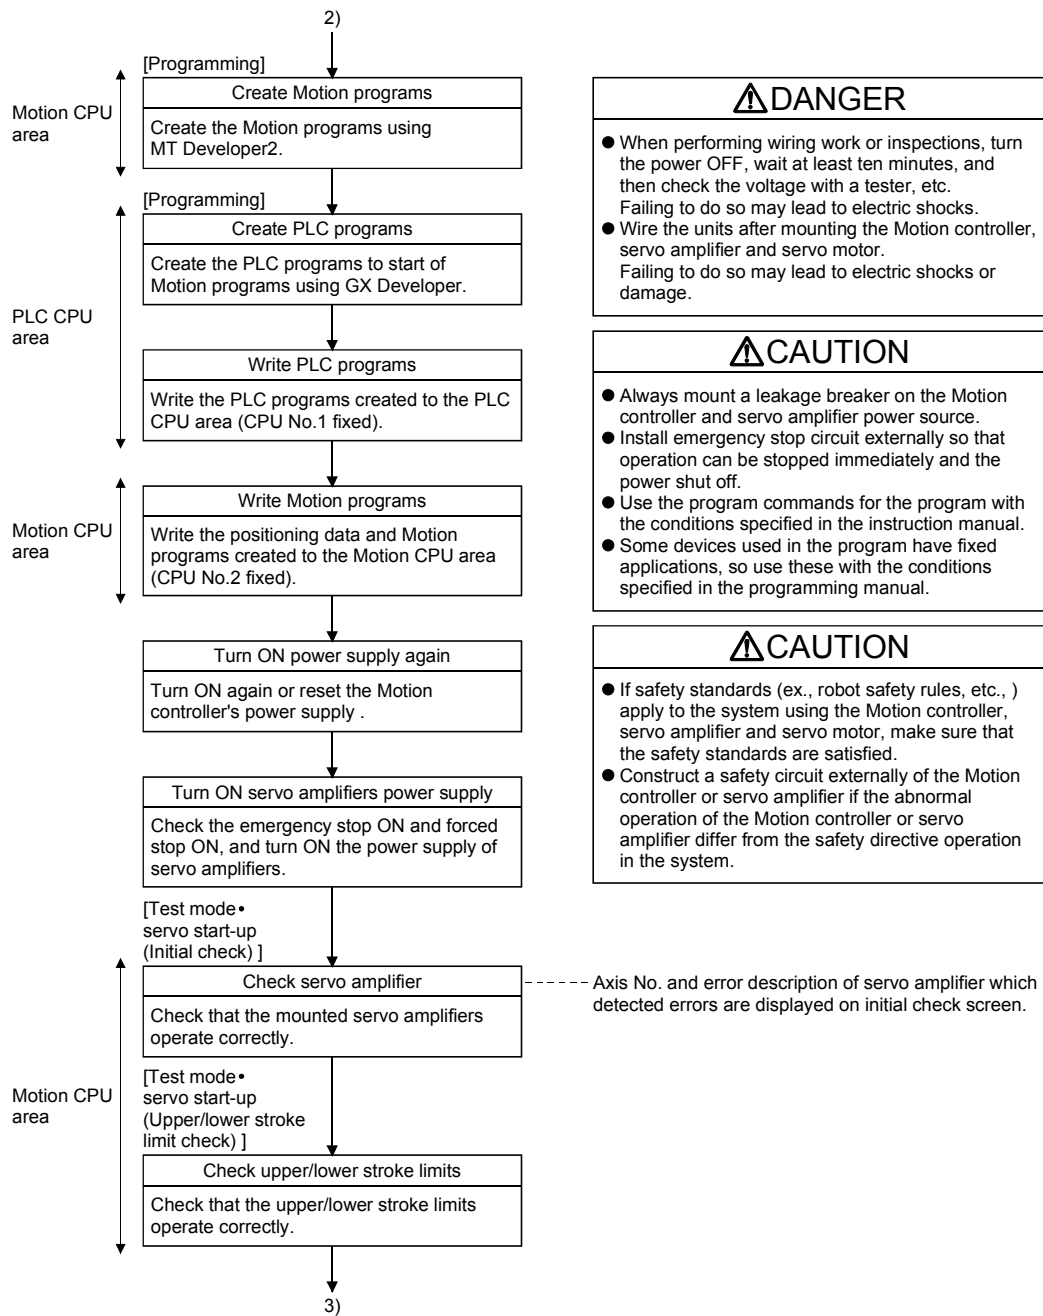 2)
[Programming]
Motion CPU
area
Create Motion programs
Create the Motion programs using
MT Developer2.
[Programming]
PLC CPU
area
Create PLC programs
Create the PLC programs to start of
Motion programs using GX Developer.
Write PLC programs
Write the PLC programs created to the PLC
CPU area (CPU No.1 fixed).
Motion CPU
area
Write Motion programs
Write the positioning data and Motion
programs created to the Motion CPU area
(CPU No.2 fixed).
Turn ON power supply again
Turn ON again or reset the Motion
controller's power supply .
Turn ON servo amplifiers power supply
Check the emergency stop ON and forced
stop ON, and turn ON the power supply of
servo amplifiers.
[Test mode•
servo start-up
(Initial check) ]
Motion CPU
area
Check servo amplifier
Check that the mounted servo amplifiers
operate correctly.
Axis No. and error description of servo amplifier which
detected errors are displayed on initial check screen.
[Test mode•
servo start-up
(Upper/lower stroke
limit check) ]
Check upper/lower stroke limits
Check that the upper/lower stroke limits
operate correctly.
3)
⚠DANGER
● When performing wiring work or inspections, turn
the power OFF, wait at least ten minutes, and
then check the voltage with a tester, etc.
Failing to do so may lead to electric shocks.
● Wire the units after mounting the Motion controller,
servo amplifier and servo motor.
Failing to do so may lead to electric shocks or
damage.
⚠CAUTION
● Always mount a leakage breaker on the Motion
controller and servo amplifier power source.
● Install emergency stop circuit externally so that
operation can be stopped immediately and the
power shut off.
● Use the program commands for the program with
the conditions specified in the instruction manual.
● Some devices used in the program have fixed
applications, so use these with the conditions
specified in the programming manual.
⚠CAUTION
● If safety standards (ex., robot safety rules, etc., )
apply to the system using the Motion controller,
servo amplifier and servo motor, make sure that
the safety standards are satisfied.
● Construct a safety circuit externally of the Motion
controller or servo amplifier if the abnormal
operation of the Motion controller or servo
amplifier differ from the safety directive operation
in the system.